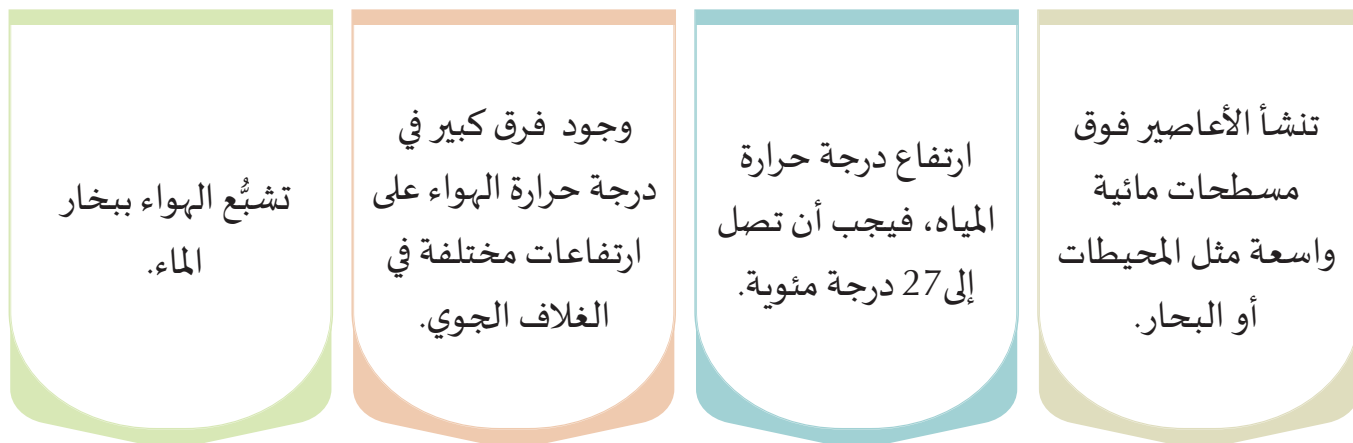 تنشأ الأعاصير فوق
مسطحات مائية
واسعة مثل المحيطات
أو البحار.
ارتفاع درجة حرارة
المياه، فيجب أن تصل
إلى27 درجة مئوية.
وجود فرق كبير في
درجة حرارة الهواء على
ارتفاعات مختلفة في
الغلاف الجوي.
تشبُّع الهواء ببخار
الماء.